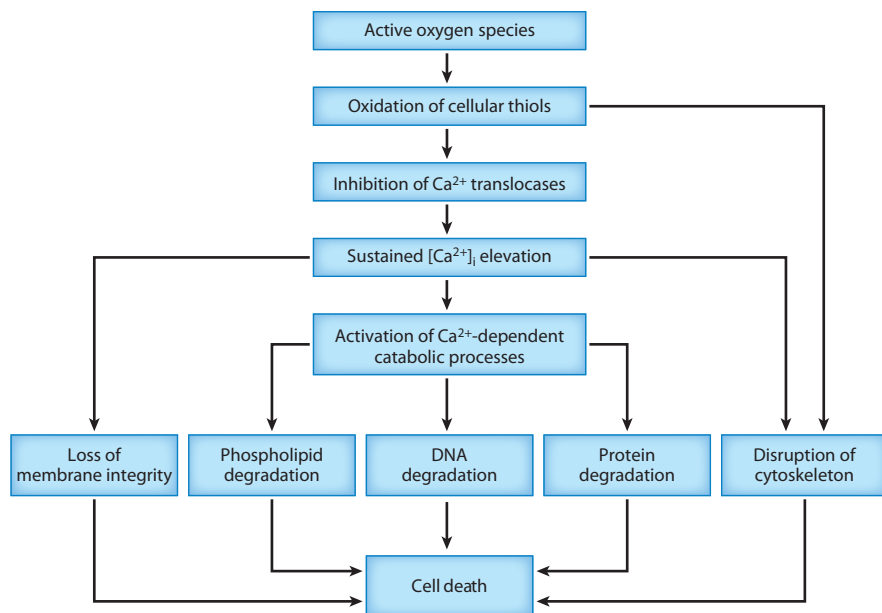 Active oxygen species
Oxidation of cellular thiols
Inhibition of Ca²⁺ translocases
Sustained [Ca²⁺]ᵢ elevation
Activation of Ca²⁺-dependent
catabolic processes
Loss of
membrane integrity
Phospholipid
degradation
DNA
degradation
Protein
degradation
Disruption of
cytoskeleton
Cell death